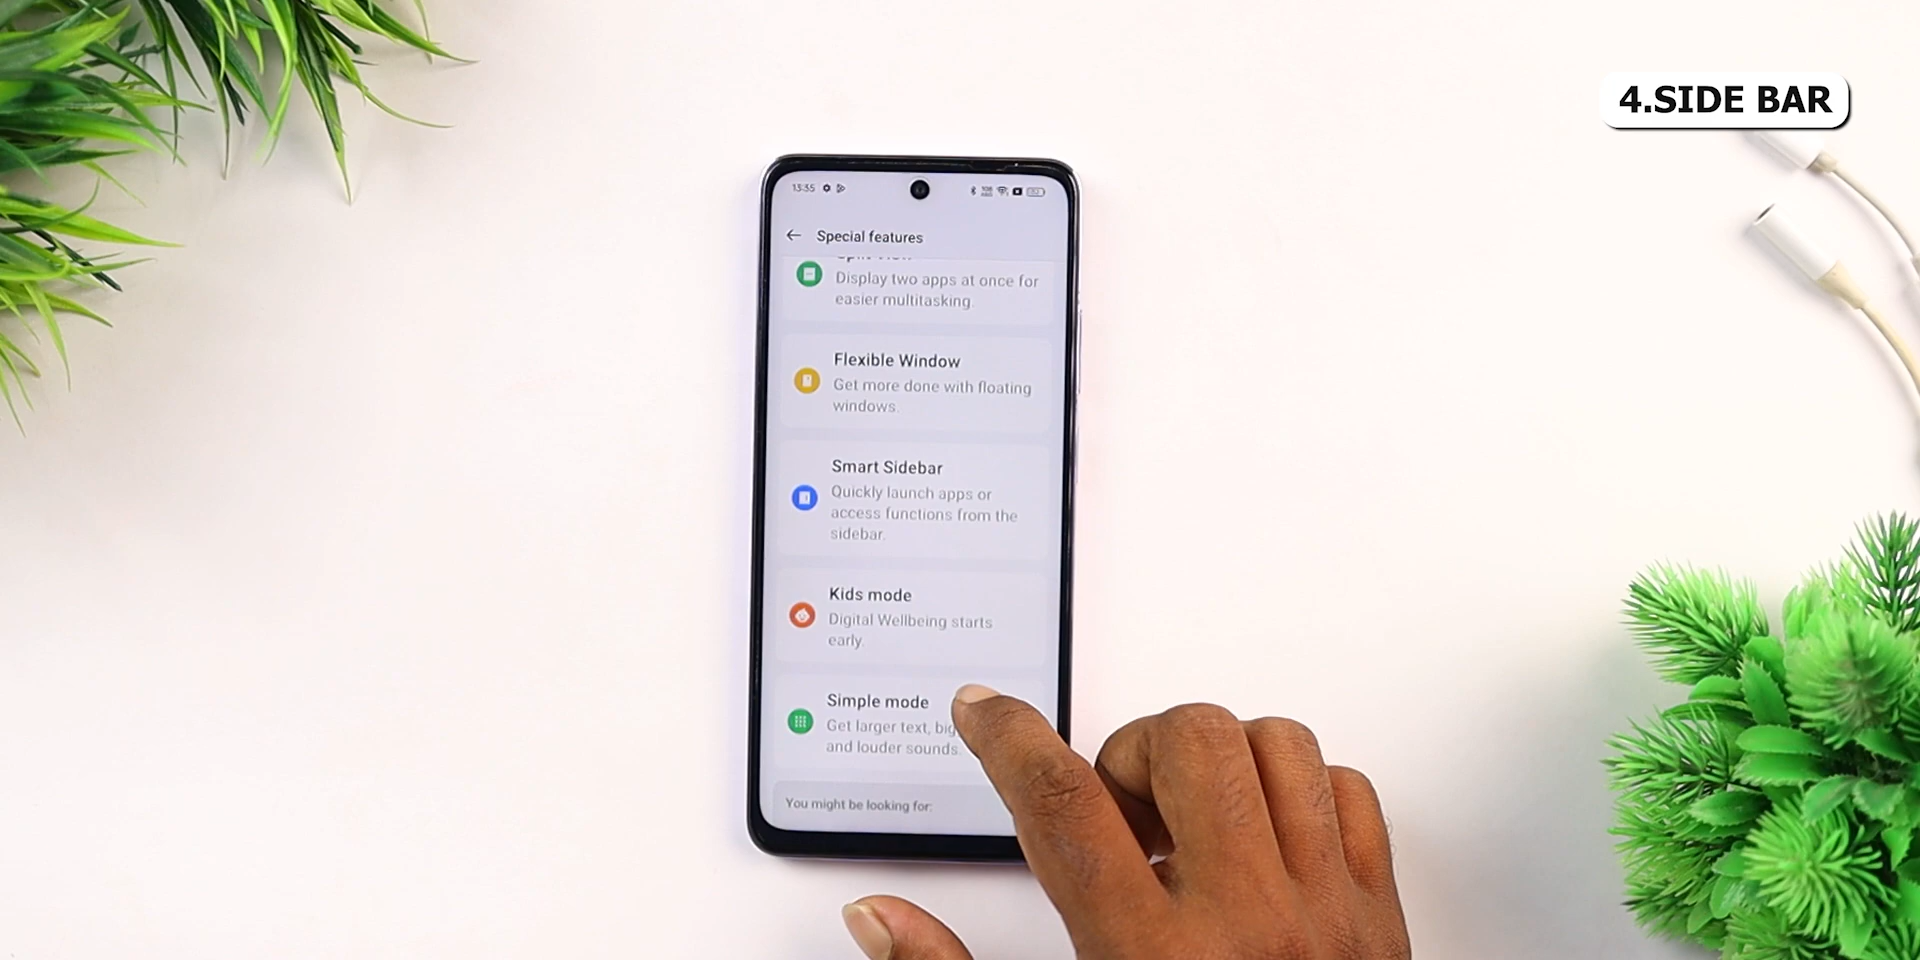 4.SIDE BAR
13:35
Special features
Display two apps at once for
easier multitasking.
Flexible Window
Get more done with floating
windows.
Smart Sidebar
Quickly launch apps or
access functions from the
sidebar.
Kids mode
Digital Wellbeing starts
early.
Simple mode
Get larger text,
and louder sounds.
You might be looking for: